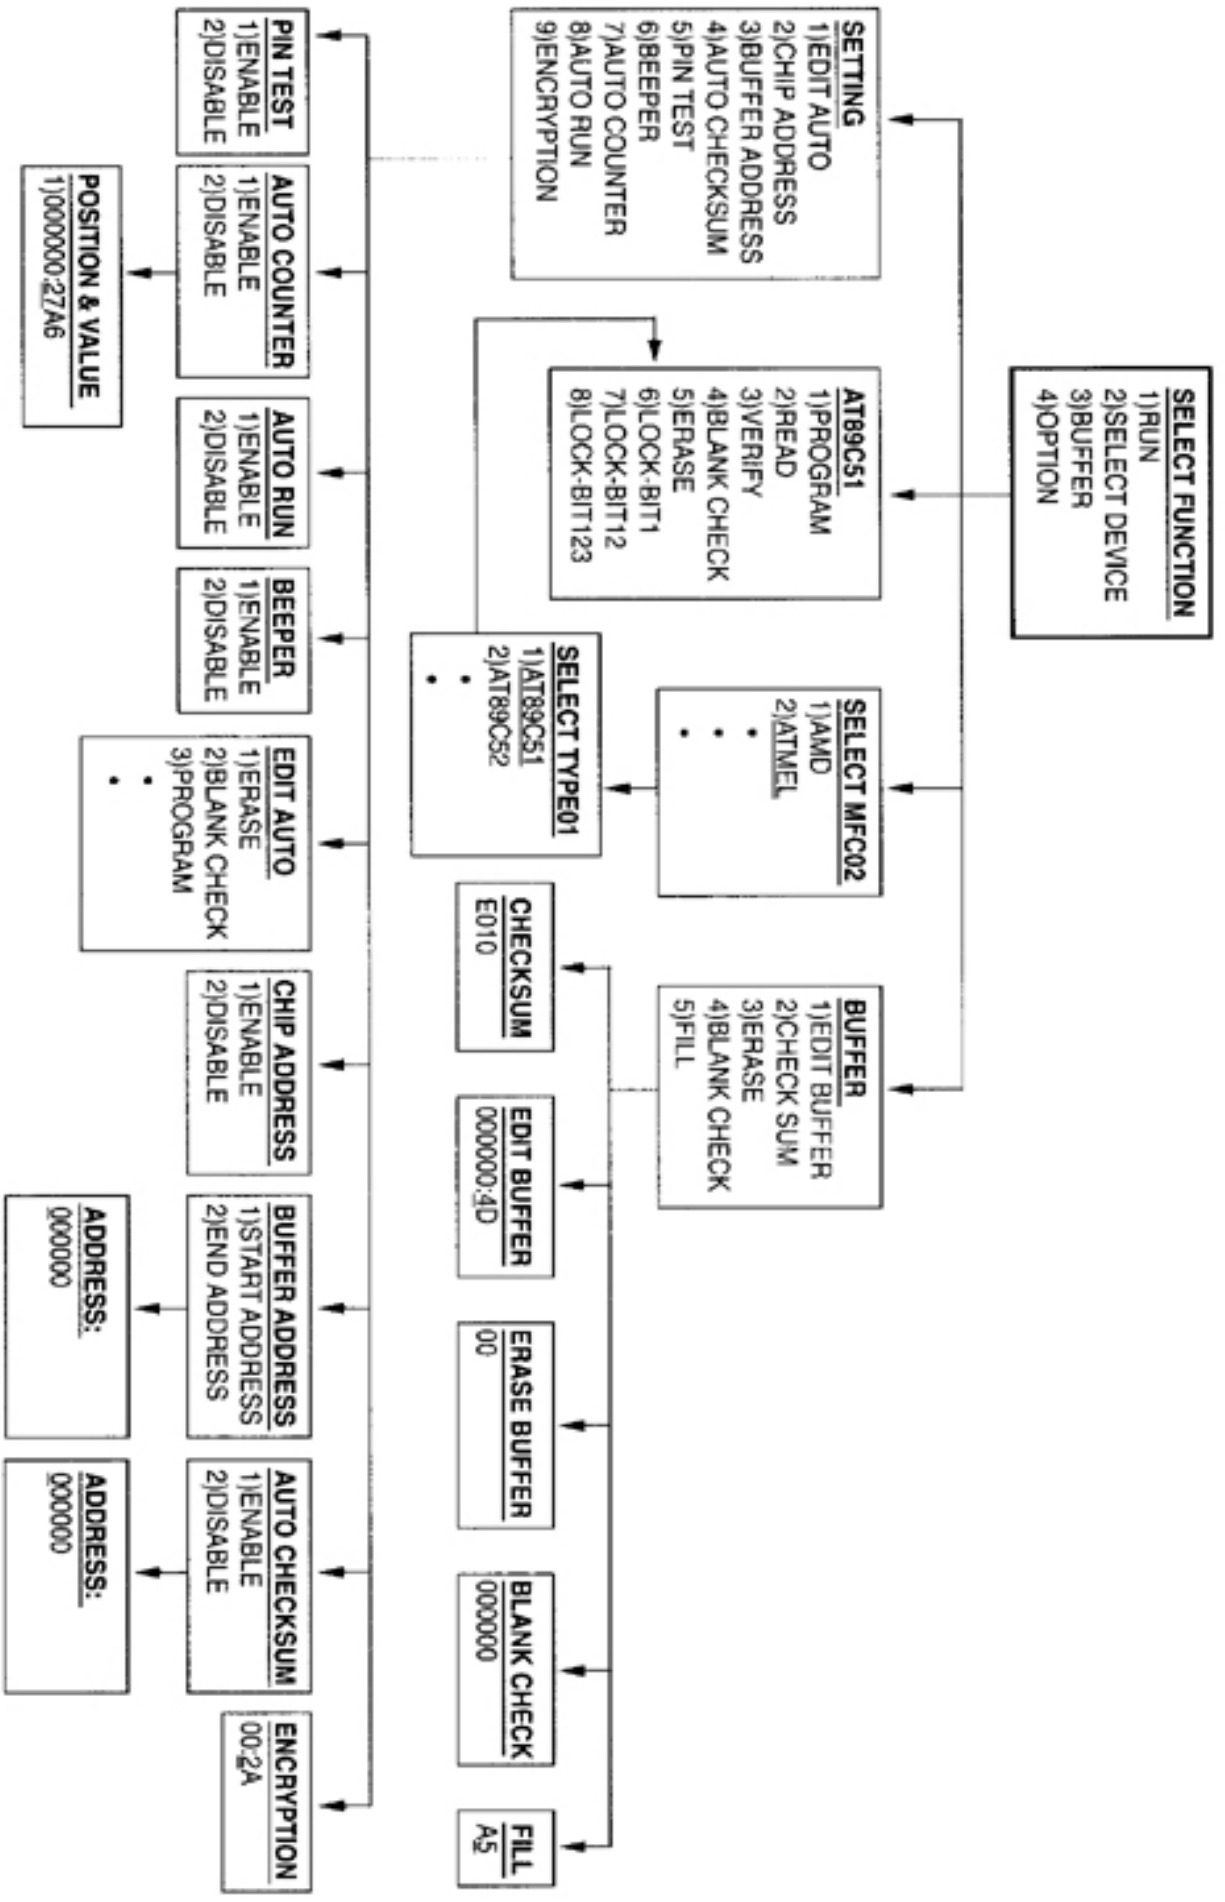 SELECT FUNCTION
1)RUN
2)SELECT DEVICE
3)BUFFER
4)OPTION
SETTING
1)EDIT AUTO
2)CHIP ADDRESS
3)BUFFER ADDRESS
4)AUTO CHECKSUM
5)PIN TEST
6)BEEPER
7)AUTO COUNTER
8)AUTO RUN
9)ENCRYPTION
AT89C51
1)PROGRAM
2)READ
3)VERIFY
4)BLANK CHECK
5)ERASE
6)LOCK-BIT1
7)LOCK-BIT12
8)LOCK-BIT123
SELECT MFC02
1)AMD
2)ATMEL
BUFFER
1)EDIT BUFFER
2)CHECK SUM
3)ERASE
4)BLANK CHECK
5)FILL
SELECT TYPE01
1)AT89C51
2)AT89C52
CHECKSUM
E010
EDIT BUFFER
00000:4D
ERASE BUFFER
00
BLANK CHECK
000000
FILL
A5
PIN TEST
1)ENABLE
2)DISABLE
AUTO COUNTER
1)ENABLE
2)DISABLE
AUTO RUN
1)ENABLE
2)DISABLE
BEEPER
1)ENABLE
2)DISABLE
EDIT AUTO
1)ERASE
2)BLANK CHECK
3)PROGRAM
CHIP ADDRESS
1)ENABLE
2)DISABLE
BUFFER ADDRESS
1)START ADDRESS
2)END ADDRESS
AUTO CHECKSUM
1)ENABLE
2)DISABLE
ENCRYPTION
00:2A
POSITION & VALUE
1)000000:27A6
ADDRESS:
000000
ADDRESS:
000000